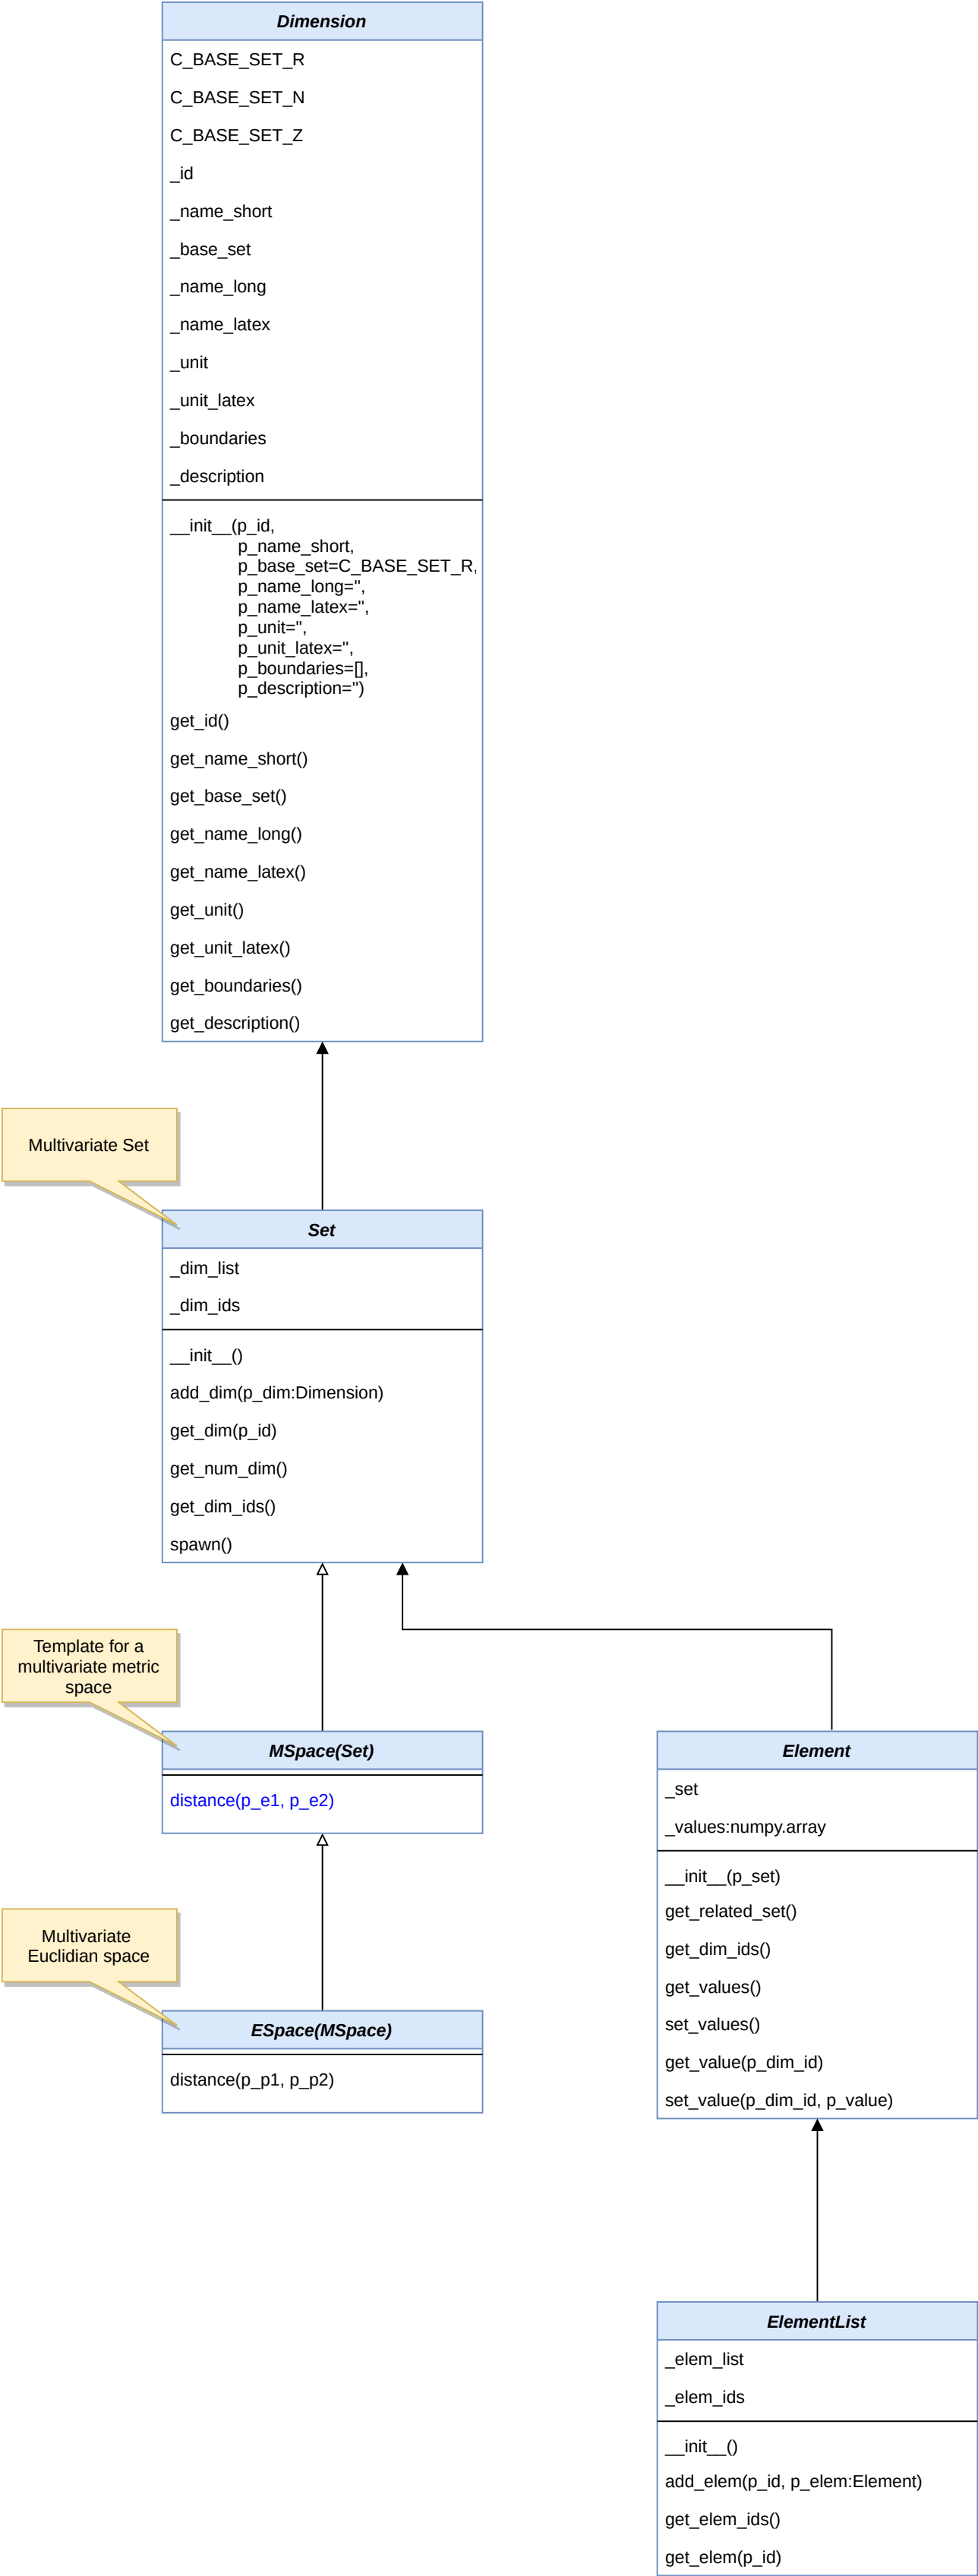 Dimension
C_BASE_SET_R
C_BASE_SET_N
C_BASE_SET_Z
_id
_name_short
_base_set
_name_long
_name_latex
_unit
_unit_latex
_boundaries
_description
__init__(p_id,
p_name_short,
p_base_set=C_BASE_SET_R,
p_name_long='',
p_name_latex='',
p_unit='',
p_unit_latex='',
p_boundaries=[],
p_description='')
get_id()
get_name_short()
get_base_set()
get_name_long()
get_name_latex()
get_unit()
get_unit_latex()
get_boundaries()
get_description()
Multivariate Set
Set
_dim_list
_dim_ids
__init__()
add_dim(p_dim:Dimension)
get_dim(p_id)
get_num_dim()
get_dim_ids()
spawn()
Template for a
multivariate metric
space
MSpace(Set)
distance(p_e1, p_e2)
Multivariate
Euclidian space
ESpace(MSpace)
distance(p_p1, p_p2)
Element
_set
_values:numpy.array
__init__(p_set)
get_related_set()
get_dim_ids()
get_values()
set_values()
get_value(p_dim_id)
set_value(p_dim_id, p_value)
ElementList
_elem_list
_elem_ids
__init__()
add_elem(p_id, p_elem:Element)
get_elem_ids()
get_elem(p_id)